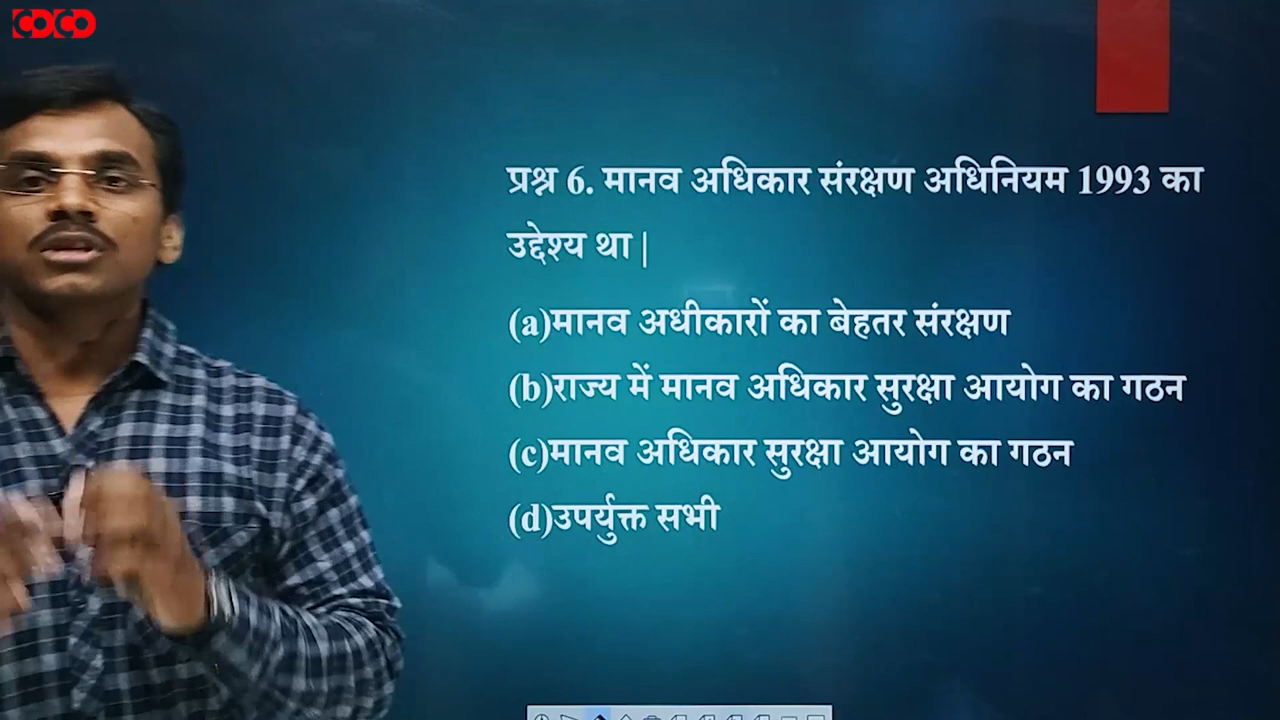 COCO
प्रश्न 6. मानव अधिकार संरक्षण अधिनियम 1993 का
उद्देश्य था |
(a)मानव अधीकारों का बेहतर संरक्षण
(b)राज्य में मानव अधिकार सुरक्षा आयोग का गठन
(c)मानव अधिकार सुरक्षा आयोग का गठन
(d)उपर्युक्त सभी